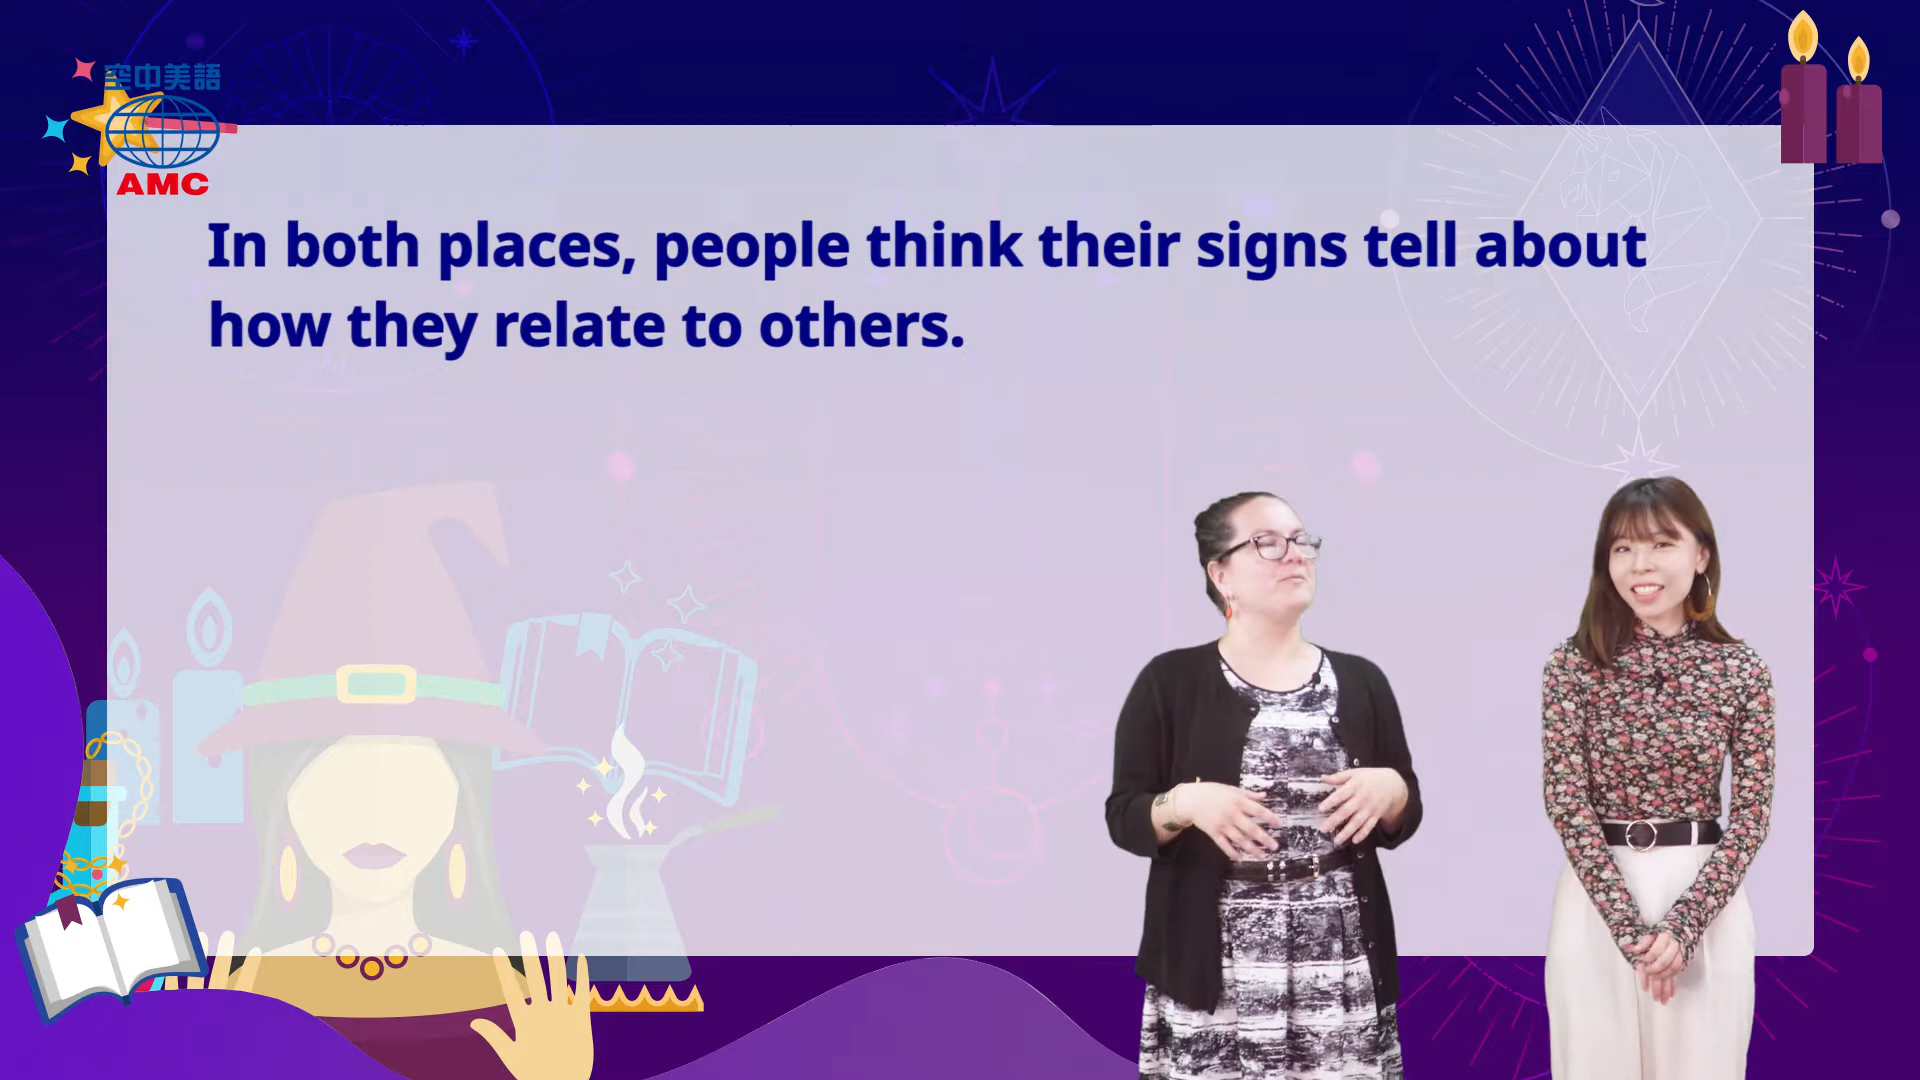 空中美語
AMC
In both places, people think their signs tell about
how they relate to others.